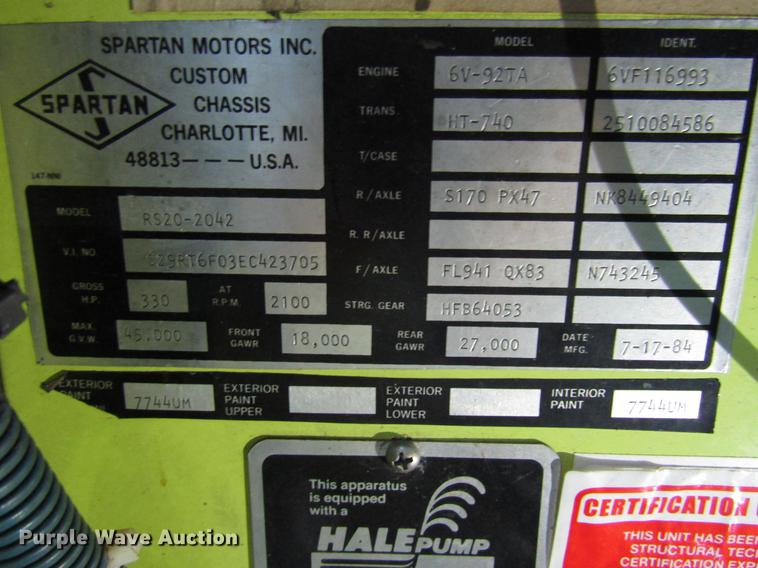 SPARTAN MOTORS INC.
CUSTOM
CHASSIS
CHARLOTTE, MI.
48813 - - - U.S.A.
SPARTAN
S
MODEL RS20-2042
V.I. NO
GROSS H.P. 330 AT R.P.M. 2100
MAX. G.V.W. 45,000 FRONT GAWR 18,000 REAR GAWR 27,000 DATE MFG. 7-17-84
MODEL IDENT.
ENGINE 6V-92TA 6VF116993
TRANS. HT-740 2510084586
T/CASE
R/AXLE S170 PX47 NK8449404
R. R/AXLE
F/AXLE FL941 QX83 N743245
STRG. GEAR HFB64053
EXTERIOR PAINT 7744UM
EXTERIOR PAINT UPPER
EXTERIOR PAINT LOWER
INTERIOR PAINT 7744UM
This apparatus
is equipped
with a
HALE PUMP
CERTIFICATION
THIS UNIT HAS BEEN
STRUCTURAL
CERTIFICATION
Purple Wave Auction